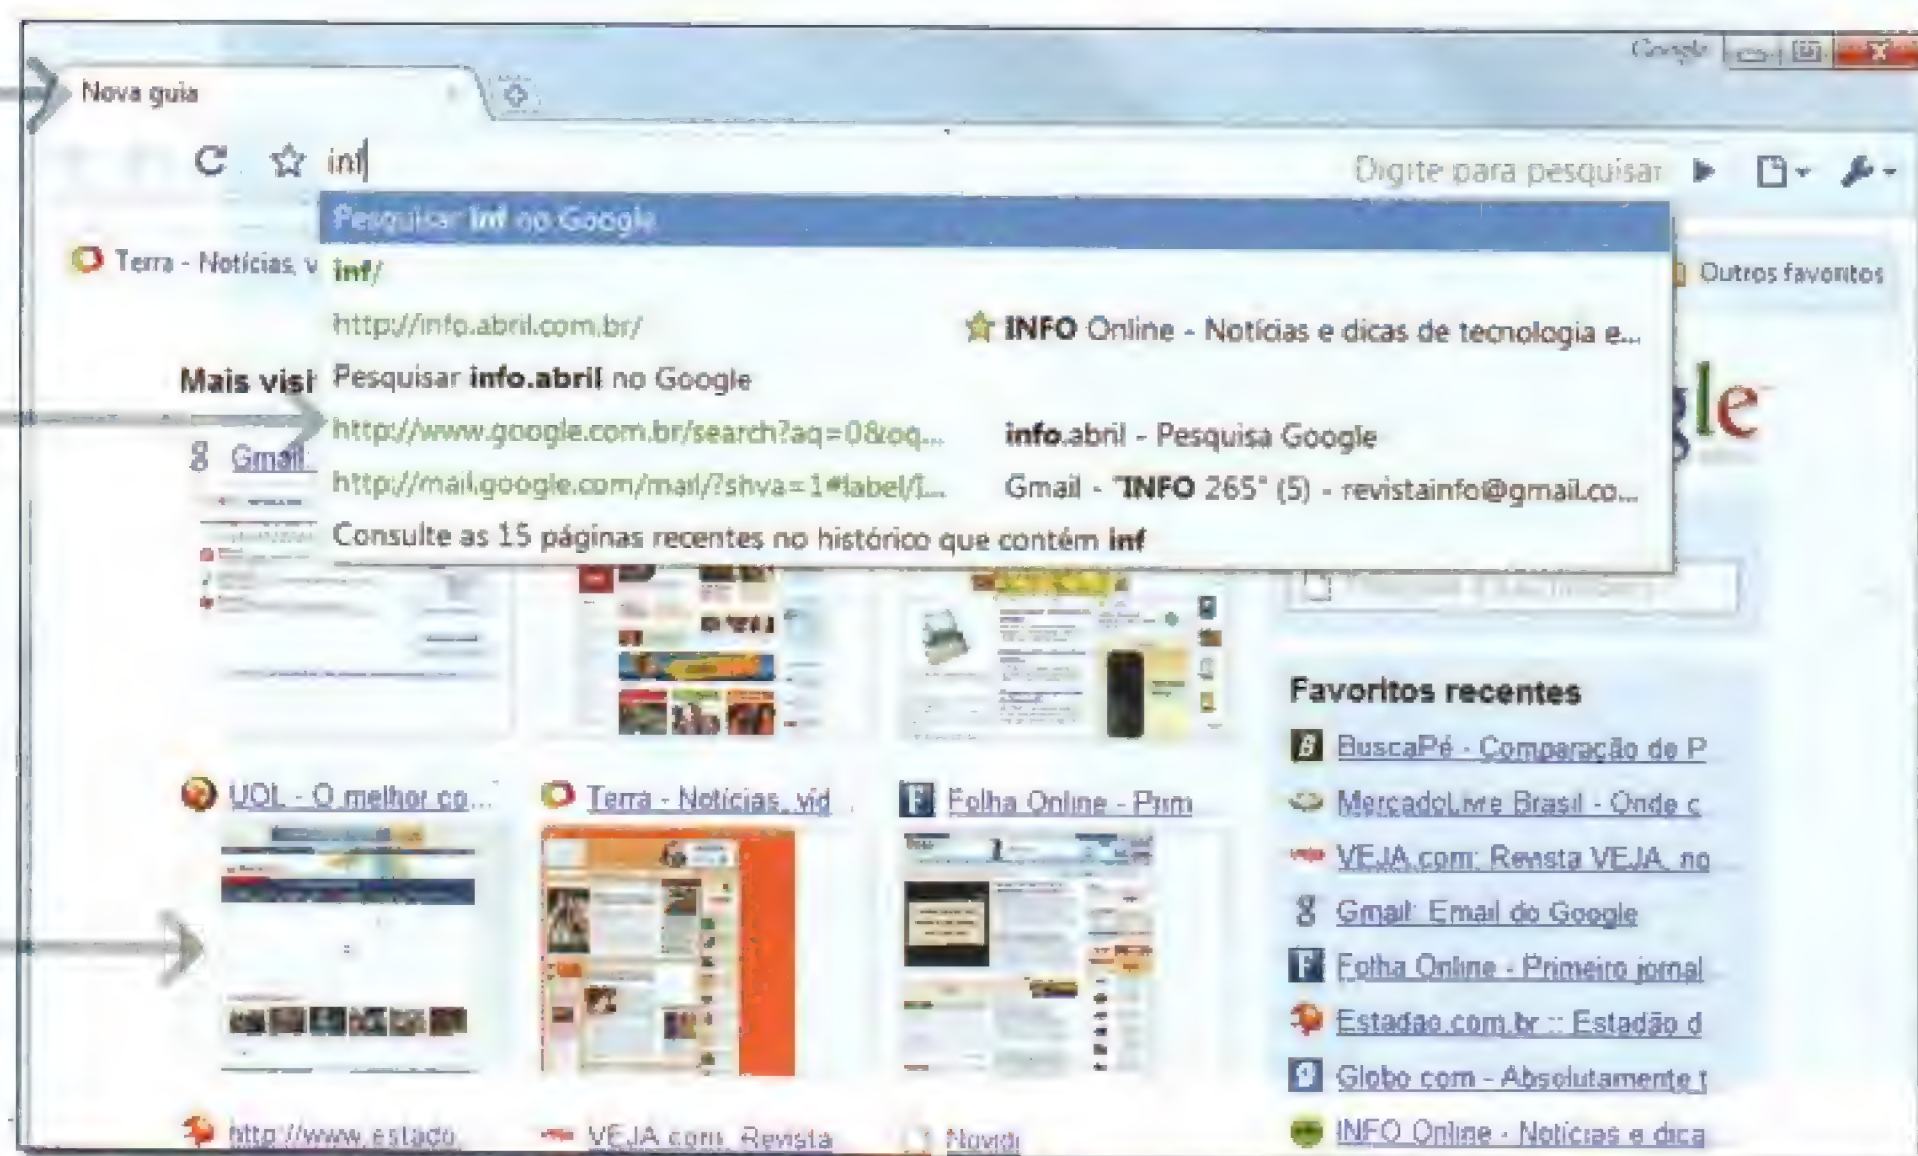 Google
Nova guia
inf
Digite para pesquisar
Pesquisar inf no Google
Terra - Notícias, v
inf/
Outros favoritos
http://info.abril.com.br/
INFO Online - Notícias e dicas de tecnologia e...
Mais visi
Pesquisar info.abril no Google
gle
http://www.google.com.br/search?aq=0&oq...
info.abril - Pesquisa Google
Gmail:
http://mail.google.com/mail/?shva=1#label/I...
Gmail - "INFO 265" (5) - revistainfo@gmail.co...
Consulte as 15 páginas recentes no histórico que contém inf
Favoritos recentes
BuscaPé - Comparação de P
MercadoLivre Brasil - Onde c
VEJA.com: Revista VEJA, no
Gmail: Email do Google
Folha Online - Primeiro jornal
Estadao.com.br :: Estadão d
Globo.com - Absolutamente t
INFO Online - Notícias e dica
UOL - O melhor co...
Terra - Notícias, víd...
Folha Online - Prim
http://www.estado
VEJA.com: Revista
Novidi